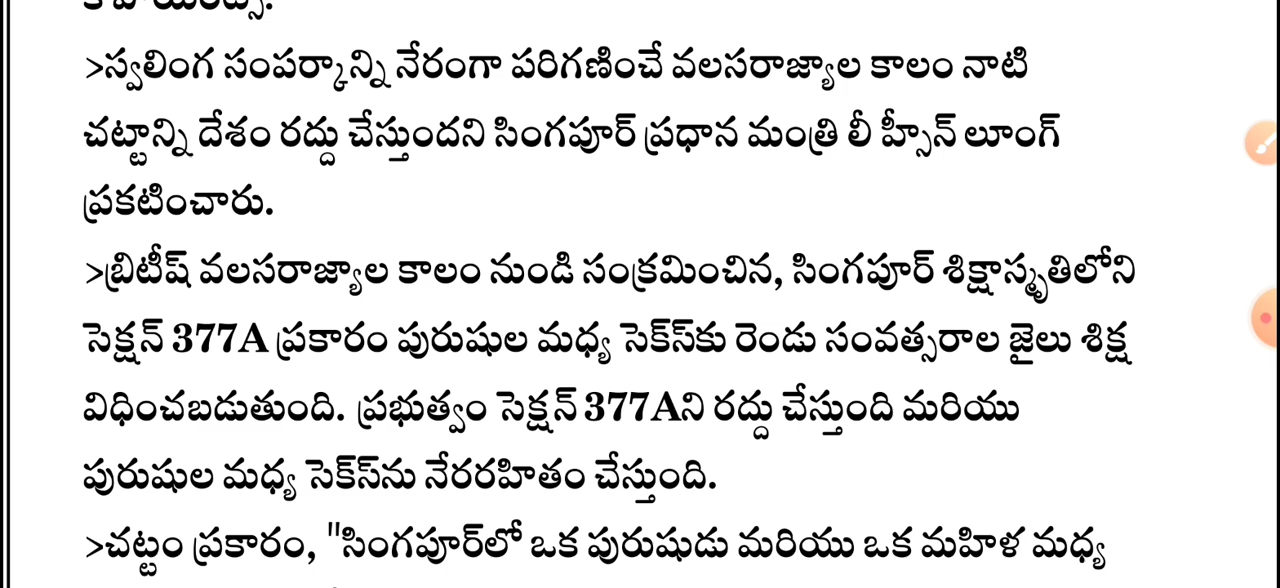 >స్వలింగ సంపర్కాన్ని నేరంగా పరిగణించే వలసరాజ్యాల కాలం నాటి
చట్టాన్ని దేశం రద్దు చేస్తుందని సింగపూర్ ప్రధాన మంత్రి లీ హ్సీన్ లూంగ్
ప్రకటించారు.
>బ్రిటీష్ వలసరాజ్యాల కాలం నుండి సంక్రమించిన, సింగపూర్ శిక్షాస్మృతిలోని
సెక్షన్ 377A ప్రకారం పురుషుల మధ్య సెక్స్‌కు రెండు సంవత్సరాల జైలు శిక్ష
విధించబడుతుంది. ప్రభుత్వం సెక్షన్ 377Aని రద్దు చేస్తుంది మరియు
పురుషుల మధ్య సెక్స్‌ను నేరరహితం చేస్తుంది.
>చట్టం ప్రకారం, "సింగపూర్‌లో ఒక పురుషుడు మరియు ఒక మహిళ మధ్య